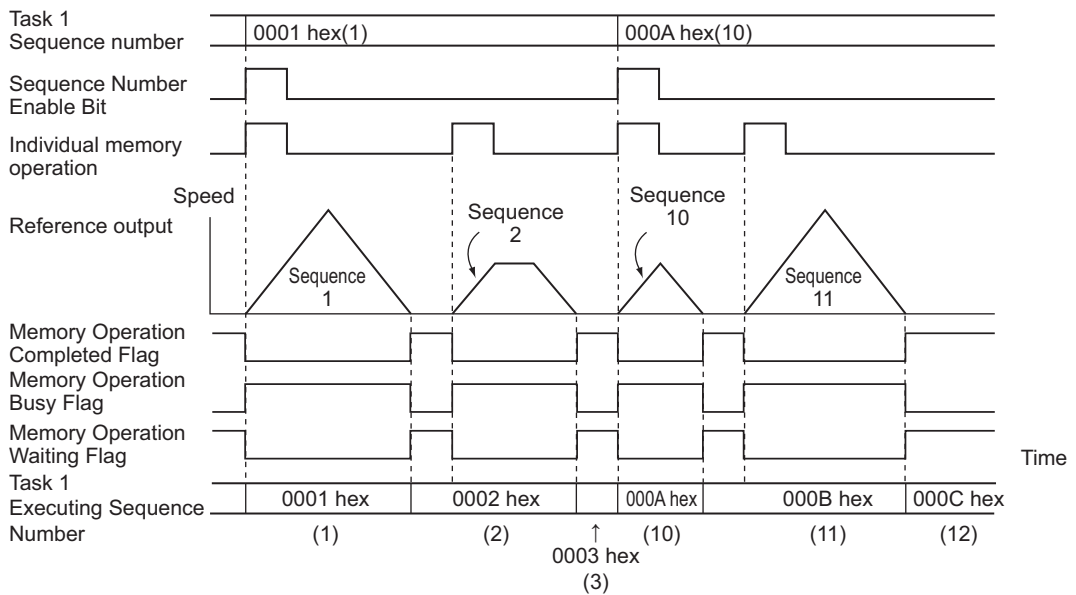 Task 1
Sequence number
0001 hex(1)
000A hex(10)
Sequence Number
Enable Bit
Individual memory
operation
Speed
Reference output
Sequence
1
Sequence
2
Sequence
10
Sequence
11
Memory Operation
Completed Flag
Memory Operation
Busy Flag
Memory Operation
Waiting Flag
Time
Task 1
Executing Sequence
Number
0001 hex
(1)
0002 hex
(2)
↑
0003 hex
(3)
000A hex
(10)
000B hex
(11)
000C hex
(12)